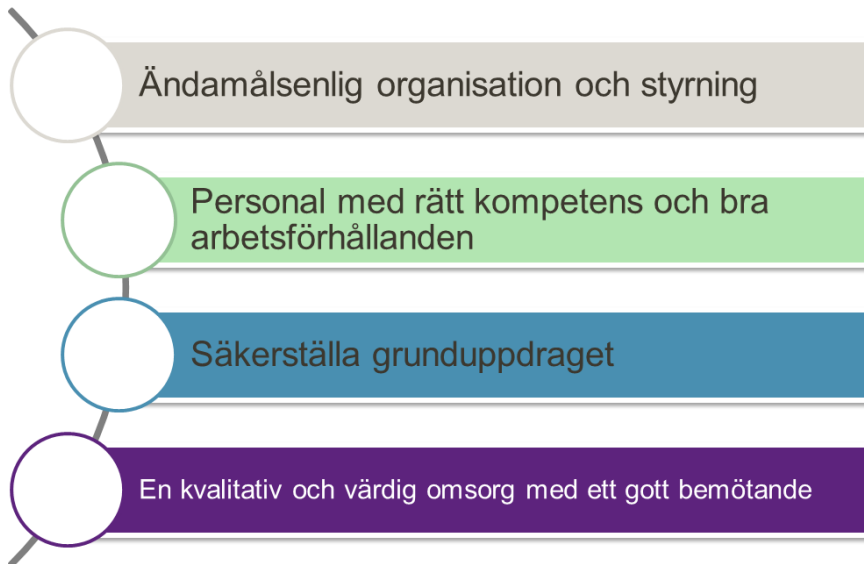 Ändamålsenlig organisation och styrning
Personal med rätt kompetens och bra
arbetsförhållanden
Säkerställa grunduppdraget
En kvalitativ och värdig omsorg med ett gott bemötande